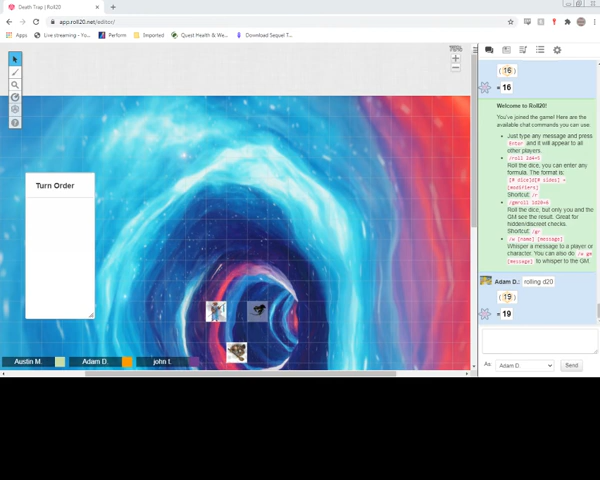 Death Trap | Roll20
app.roll20.net/editor/
Apps
Live streaming - Yo...
Perform
Imported
Quest Health & We...
Download Sequel T...
70%
Turn Order
Austin M.
Adam D.
john t.
(16)
= 16
Welcome to Roll20!
You've joined the game! Here are the
available chat commands you can use.
Just type any message and press
Enter and it will appear to all
other players.
/roll 2d4+5
Roll the dice, you can enter any
formula. The format is:
[# dice]d[# sides] +
[modifiers]
Shortcut: /r
/gmroll 1d20+6
Roll the dice, but only you and the
GM see the result. Great for
hidden/discreet checks.
Shortcut: /gr
/w [name] [message]
Whisper a message to a player or
character. You can also do /w gm
[message] to whisper to the GM.
Adam D.: rolling d20
(19)
= 19
As
Adam D.
Send